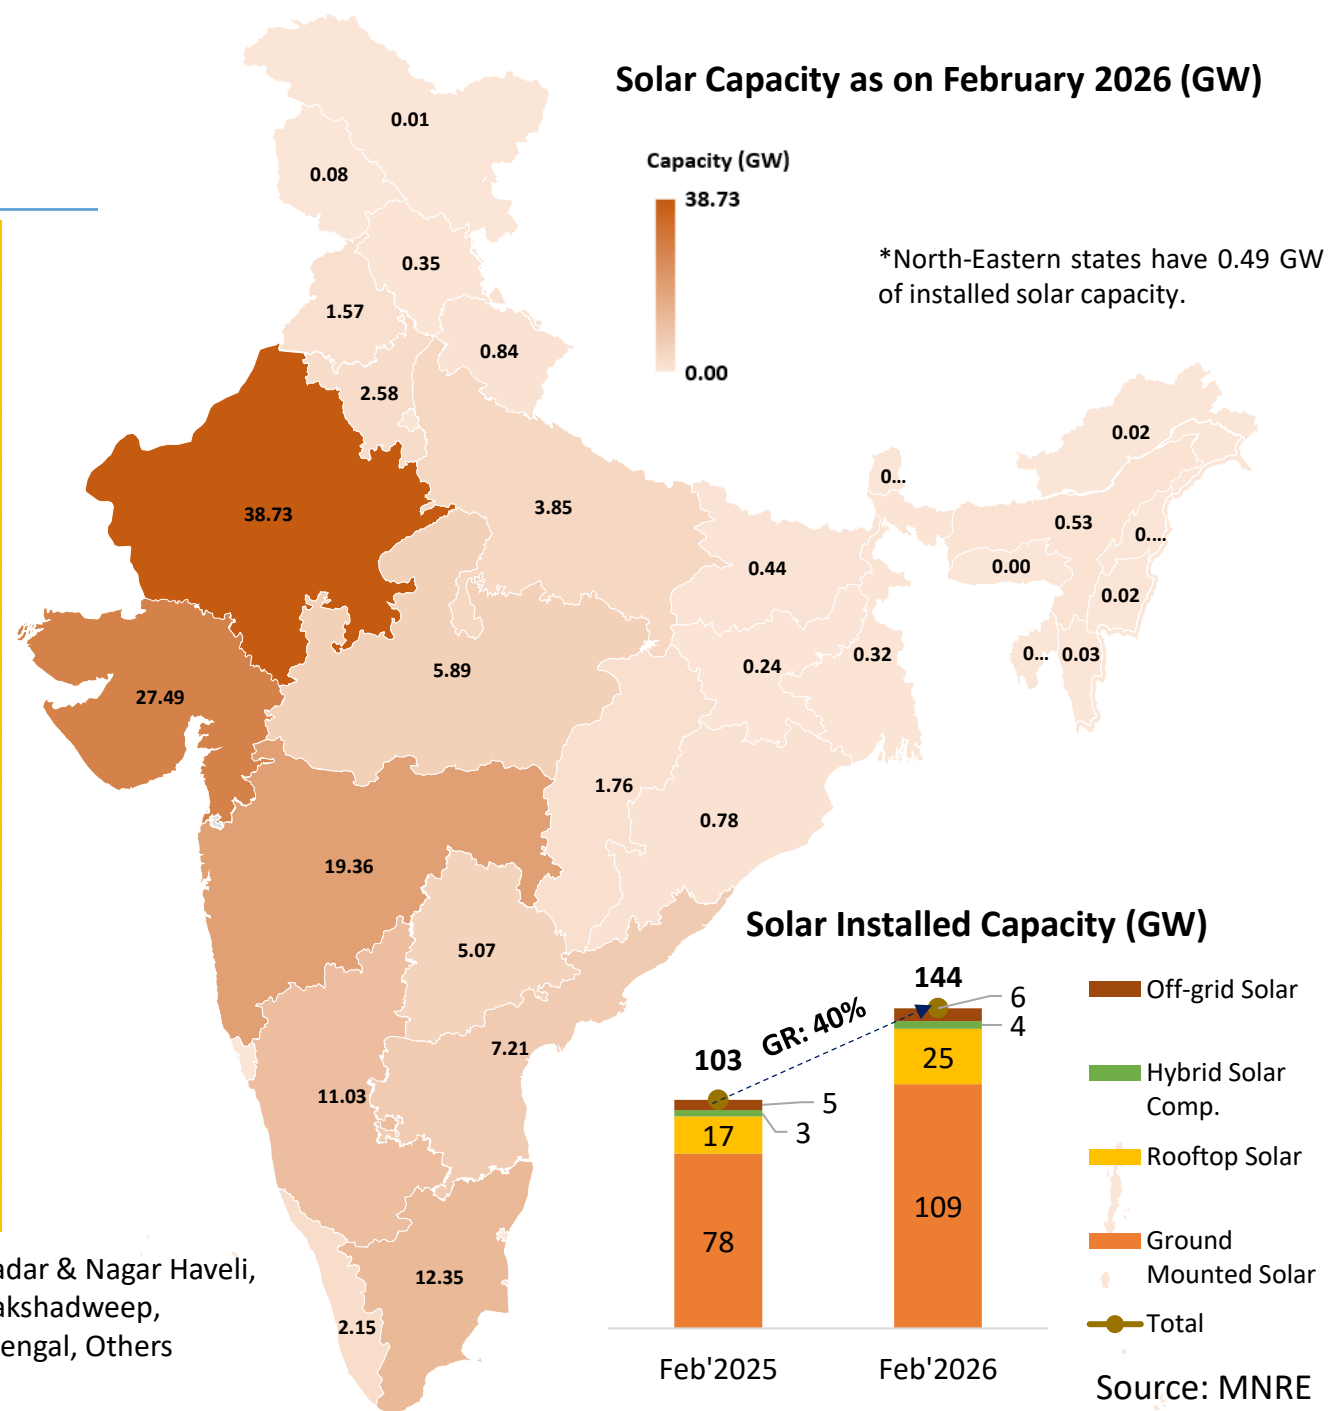 Solar Capacity as on February 2026 (GW)
Capacity (GW)
38.73
0.00
*North-Eastern states have 0.49 GW
of installed solar capacity.
0.01
0.08
0.35
1.57
0.84
2.58
38.73
3.85
0.02
0...
0.53
0....
0.44
0.00
0.02
0.32
0...
0.03
0.24
5.89
27.49
1.76
0.78
19.36
5.07
7.21
11.03
12.35
2.15
Solar Installed Capacity (GW)
144
6
4
GR: 40%
103
25
5
17
3
109
78
Feb'2025
Feb'2026
Off-grid Solar
Hybrid Solar
Comp.
Rooftop Solar
Ground
Mounted Solar
Total
Source: MNRE
adar & Nagar Haveli,
akshadweep,
engal, Others